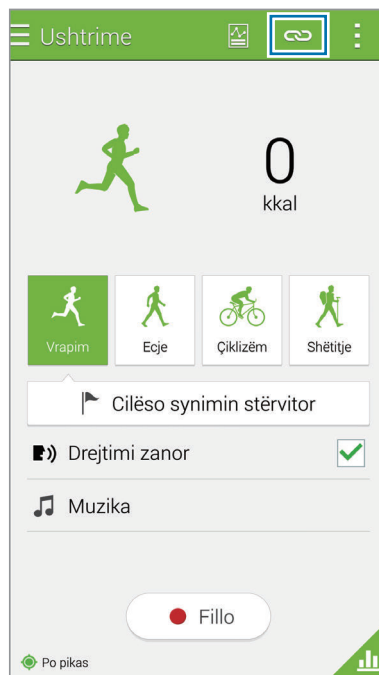 Ushtrime
0
kkal
Vrapim
Ecje
Çiklizëm
Shëtitje
Cilëso synimin stërvitor
Drejtimi zanor
Muzika
Fillo
Po pikas